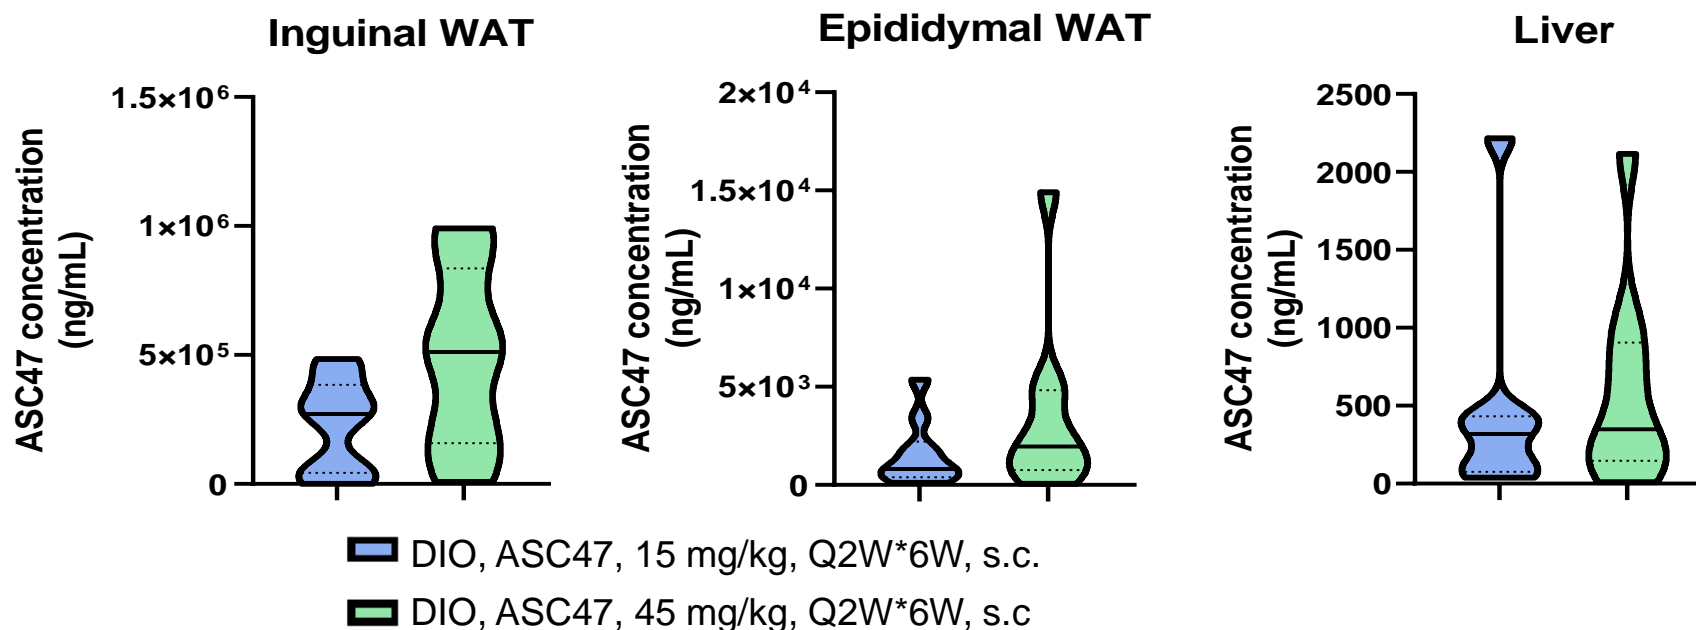 Inguinal WAT
ASC47 concentration
(ng/mL)
1.5×10⁶
1×10⁶
5×10⁵
0
Epididymal WAT
ASC47 concentration
(ng/mL)
2×10⁴
1.5×10⁴
1×10⁴
5×10³
0
Liver
ASC47 concentration
(ng/mL)
2500
2000
1500
1000
500
0
DIO, ASC47, 15 mg/kg, Q2W*6W, s.c.
DIO, ASC47, 45 mg/kg, Q2W*6W, s.c